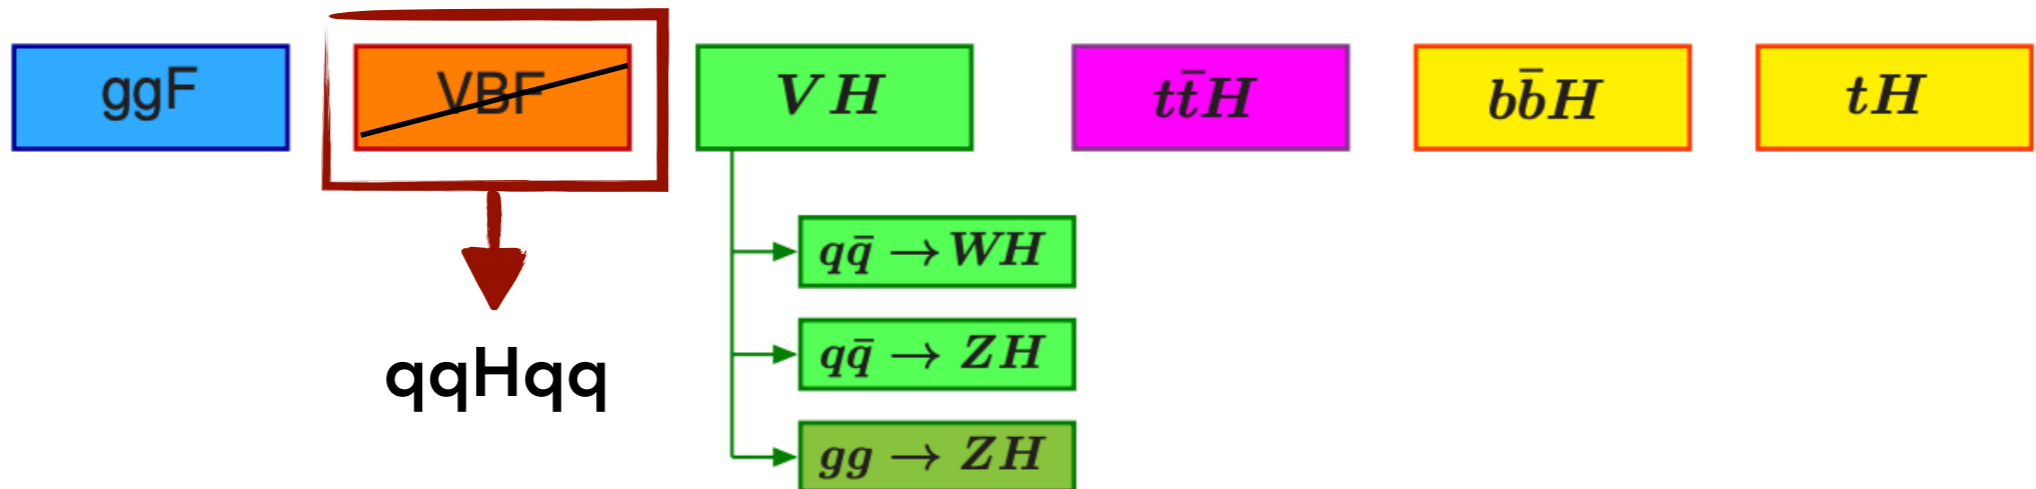 ggF
VBF
VH
tt̄H
bb̄H
tH
qq̄ → WH
qq̄ → ZH
qqHqq
gg → ZH